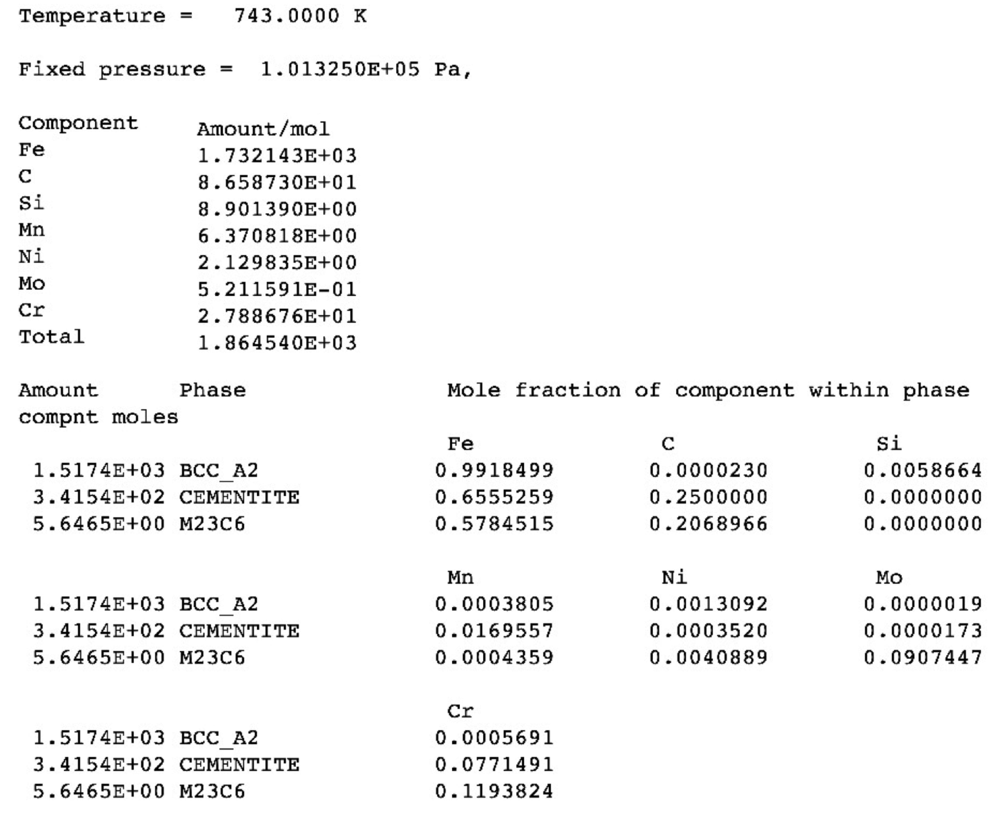 Temperature =   743.0000 K
Fixed pressure =  1.013250E+05 Pa,
Component Amount/mol
Fe 1.732143E+03
C 8.658730E+01
Si 8.901390E+00
Mn 6.370818E+00
Ni 2.129835E+00
Mo 5.211591E-01
Cr 2.788676E+01
Total 1.864540E+03
Amount Phase Mole fraction of component within phase
compnt moles
Fe C Si
1.5174E+03 BCC_A2 0.9918499 0.0000230 0.0058664
3.4154E+02 CEMENTITE 0.6555259 0.2500000 0.0000000
5.6465E+00 M23C6 0.5784515 0.2068966 0.0000000
Mn Ni Mo
1.5174E+03 BCC_A2 0.0003805 0.0013092 0.0000019
3.4154E+02 CEMENTITE 0.0169557 0.0003520 0.0000173
5.6465E+00 M23C6 0.0004359 0.0040889 0.0907447
Cr
1.5174E+03 BCC_A2 0.0005691
3.4154E+02 CEMENTITE 0.0771491
5.6465E+00 M23C6 0.1193824